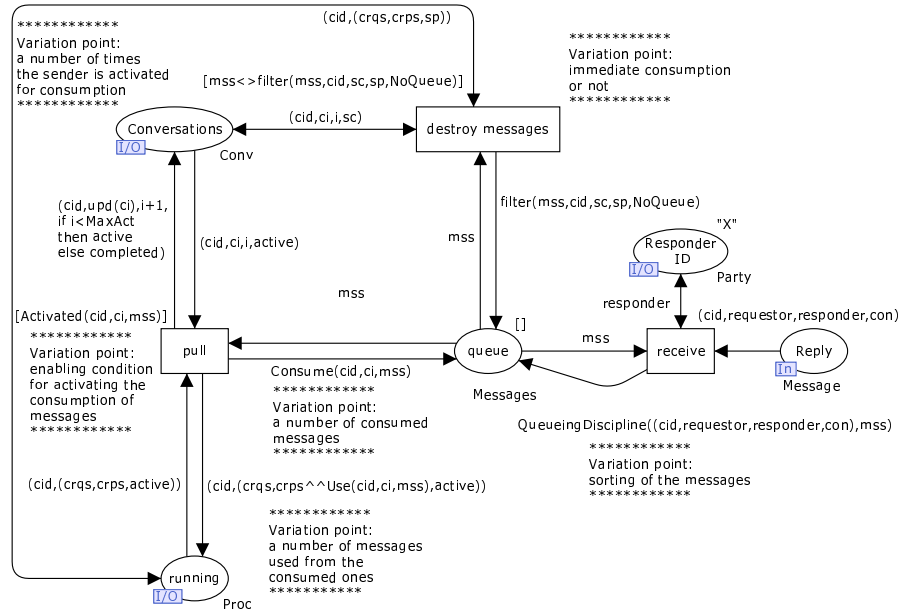 (cid,(crqs,crps,sp))
************
Variation point:
a number of times
the sender is activated
for consumption
************
************
Variation point:
immediate consumption
or not
************
[mss<>filter(mss,cid,sc,sp,NoQueue)]
Conversations
I/O
Conv
(cid,ci,i,sc)
destroy messages
(cid,upd(ci),i+1,
if i<MaxAct
then active
else completed)
(cid,ci,i,active)
filter(mss,cid,sc,sp,NoQueue)
mss
"X"
Responder
ID
I/O
Party
responder
mss
[Activated(cid,ci,mss)]
(cid,requestor,responder,con)
[]
pull
queue
mss
receive
Reply
In
Message
Messages
************
Variation point:
enabling condition
for activating the
consumption of
messages
************
Consume(cid,ci,mss)
************
Variation point:
a number of consumed
messages
************
QueueingDiscipline((cid,requestor,responder,con),mss)
************
Variation point:
sorting of the messages
************
(cid,(crqs,crps,active))
(cid,(crqs,crps^^Use(cid,ci,mss),active))
************
Variation point:
a number of messages
used from the
consumed ones
***********
running
I/O
Proc